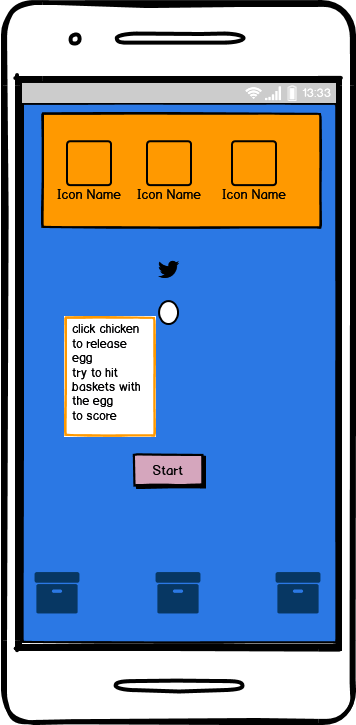 13:33
Icon Name Icon Name Icon Name
click chicken
to release
egg
try to hit
baskets with
the egg
to score
Start